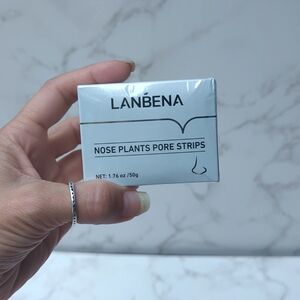 LANBENA
NOSE PLANTS PORE STRIPS
NET: 1.76 oz /50g